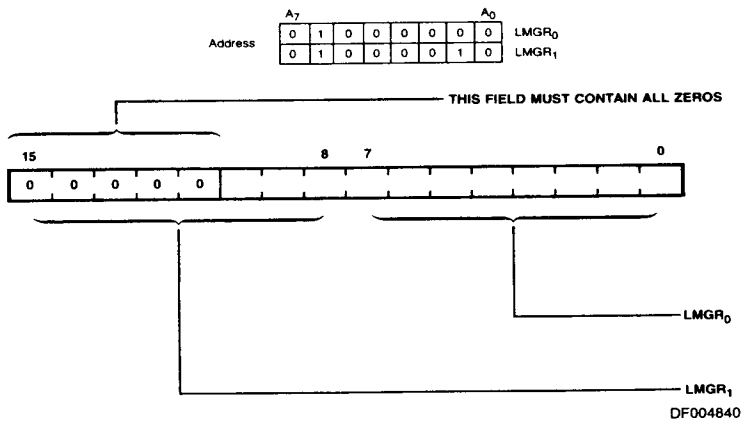 A7 A0
Address 0 1 0 0 0 0 0 0 LMGR0
0 1 0 0 0 0 1 0 LMGR1
THIS FIELD MUST CONTAIN ALL ZEROS
15 8 7 0
0 0 0 0 0
LMGR0
LMGR1
DF004840